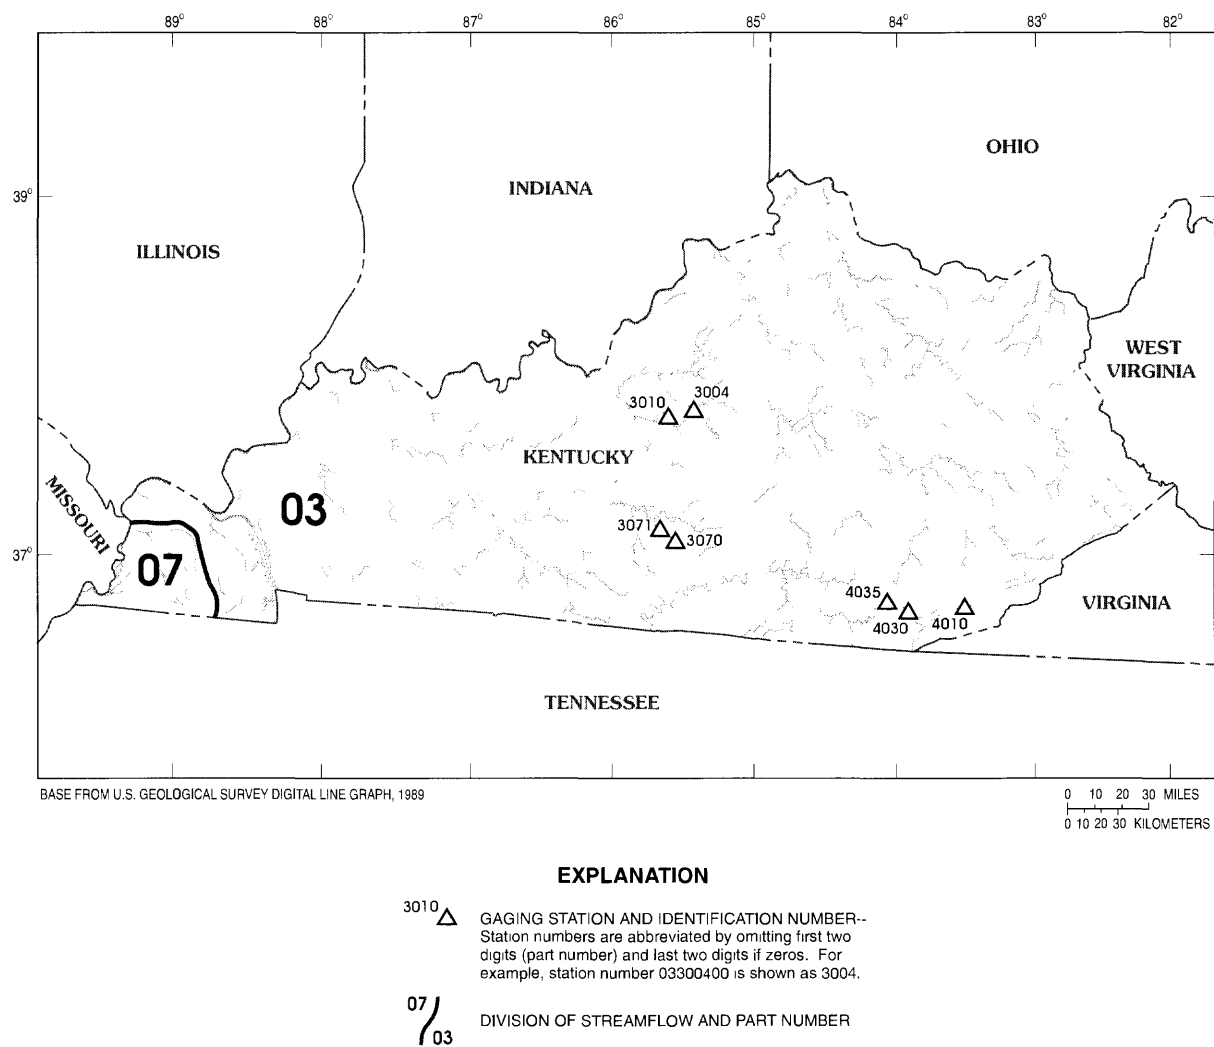 89° 88° 87° 86° 85° 84° 83° 82°
OHIO
39°
INDIANA
ILLINOIS
WEST
VIRGINIA
3004
3010
KENTUCKY
MISSOURI
03
3071
3070
37°
07
4035
4030
4010
VIRGINIA
TENNESSEE
BASE FROM U.S. GEOLOGICAL SURVEY DIGITAL LINE GRAPH, 1989
0 10 20 30 MILES
0 10 20 30 KILOMETERS
EXPLANATION
3010
GAGING STATION AND IDENTIFICATION NUMBER--
Station numbers are abbreviated by omitting first two
digits (part number) and last two digits if zeros. For
example, station number 03300400 is shown as 3004.
07
03
DIVISION OF STREAMFLOW AND PART NUMBER